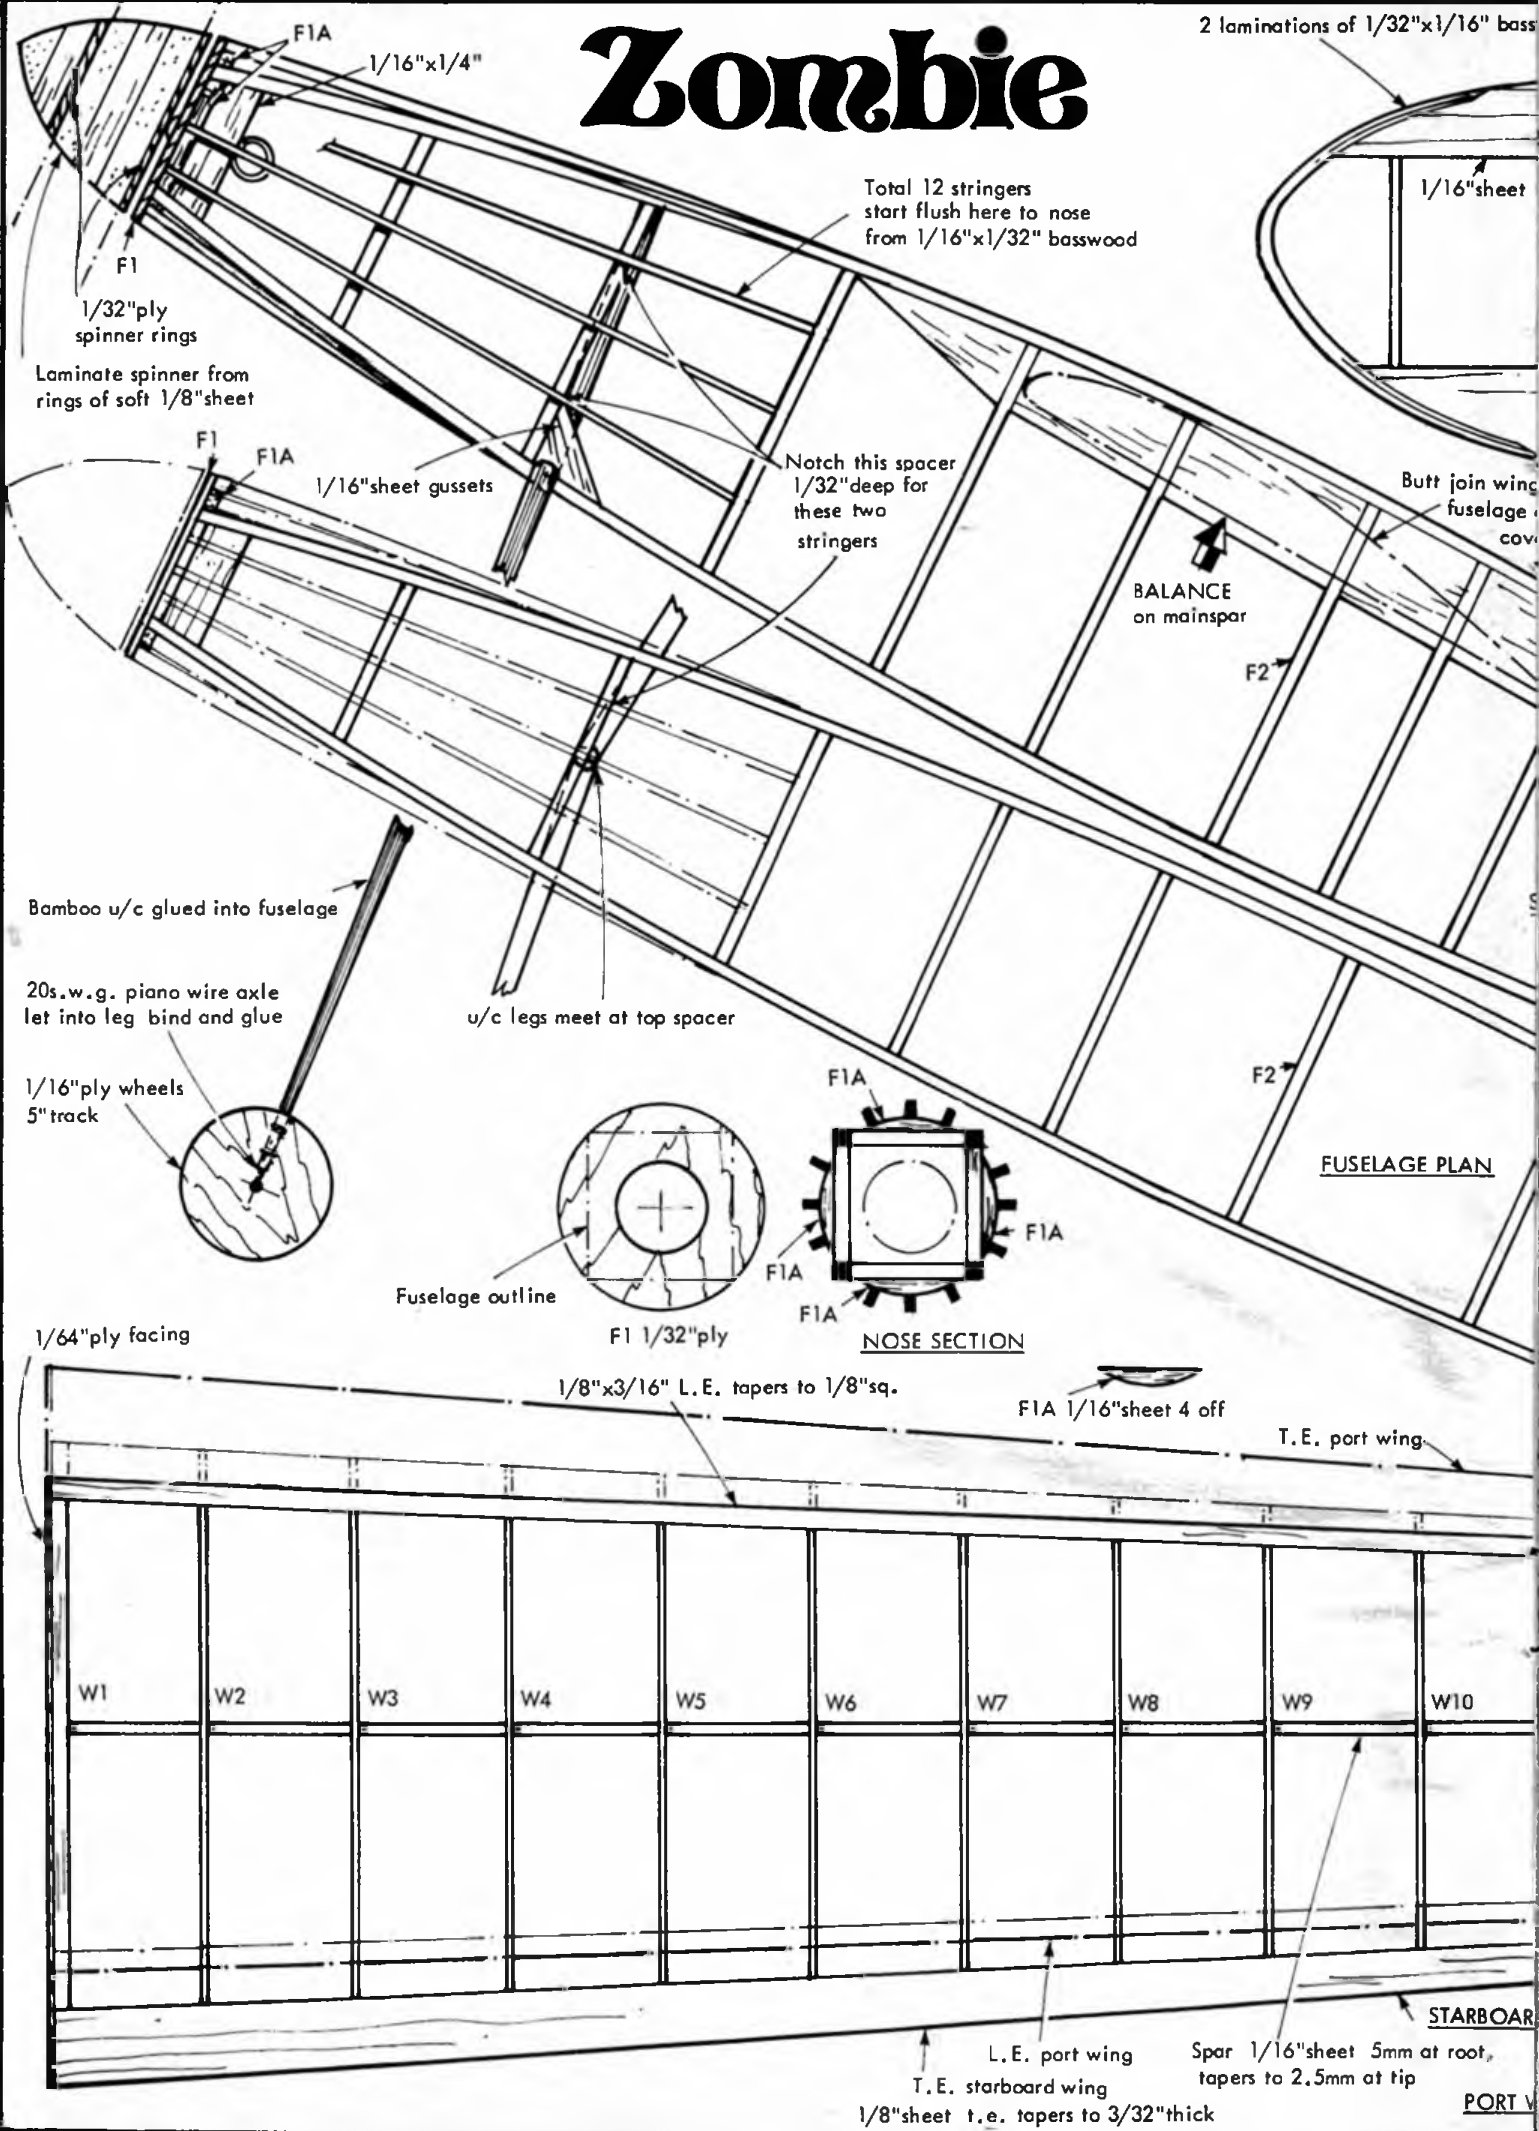 Zombie
2 laminations of 1/32"x1/16" bass
F1A
1/16"x1/4"
1/16"sheet
Total 12 stringers
start flush here to nose
from 1/16"x1/32" basswood
F1
1/32"ply
spinner rings
Laminate spinner from
rings of soft 1/8"sheet
F1
F1A
1/16"sheet gussets
Notch this spacer
1/32"deep for
these two
stringers
Butt join wing
fuselage
cov
BALANCE
on mainspar
F2
Bamboo u/c glued into fuselage
20s.w.g. piano wire axle
let into leg bind and glue
u/c legs meet at top spacer
1/16"ply wheels
5"track
F1A
F2
FUSELAGE PLAN
F1A
F1A
F1A
Fuselage outline
F1 1/32"ply
NOSE SECTION
1/64"ply facing
1/8"x3/16" L.E. tapers to 1/8"sq.
F1A 1/16"sheet 4 off
T.E. port wing
W1
W2
W3
W4
W5
W6
W7
W8
W9
W10
STARBOAR
L.E. port wing
Spar 1/16"sheet 5mm at root,
tapers to 2.5mm at tip
T.E. starboard wing
1/8"sheet t.e. tapers to 3/32"thick
PORT W